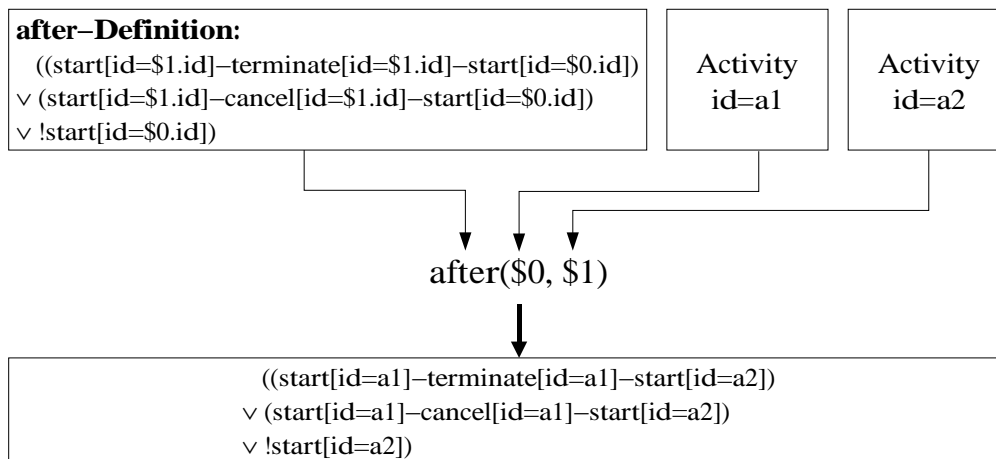 after–Definition:
((start[id=$1.id]–terminate[id=$1.id]–start[id=$0.id])
∨ (start[id=$1.id]–cancel[id=$1.id]–start[id=$0.id])
∨ !start[id=$0.id])
Activity
id=a1
Activity
id=a2
after($0, $1)
((start[id=a1]–terminate[id=a1]–start[id=a2])
∨ (start[id=a1]–cancel[id=a1]–start[id=a2])
∨ !start[id=a2])